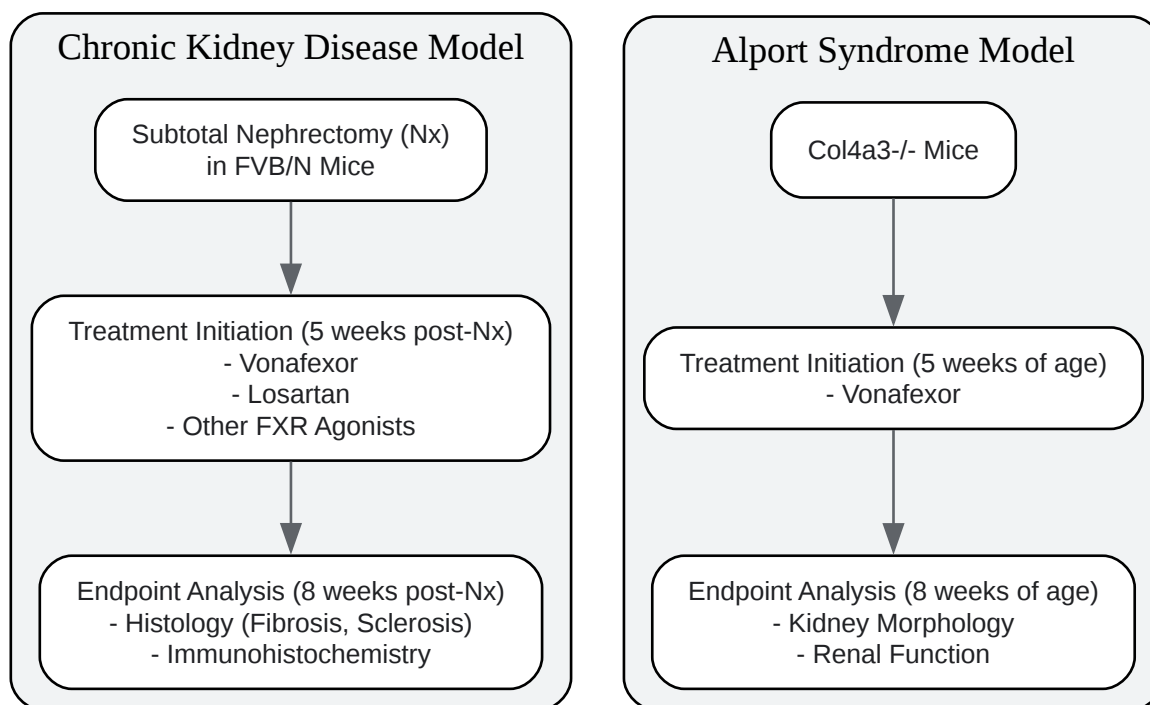 Chronic Kidney Disease Model
Subtotal Nephrectomy (Nx)
in FVB/N Mice
Treatment Initiation (5 weeks post-Nx)
- Vonafexor
- Losartan
- Other FXR Agonists
Endpoint Analysis (8 weeks post-Nx)
- Histology (Fibrosis, Sclerosis)
- Immunohistochemistry
Alport Syndrome Model
Col4a3-/- Mice
Treatment Initiation (5 weeks of age)
- Vonafexor
Endpoint Analysis (8 weeks of age)
- Kidney Morphology
- Renal Function